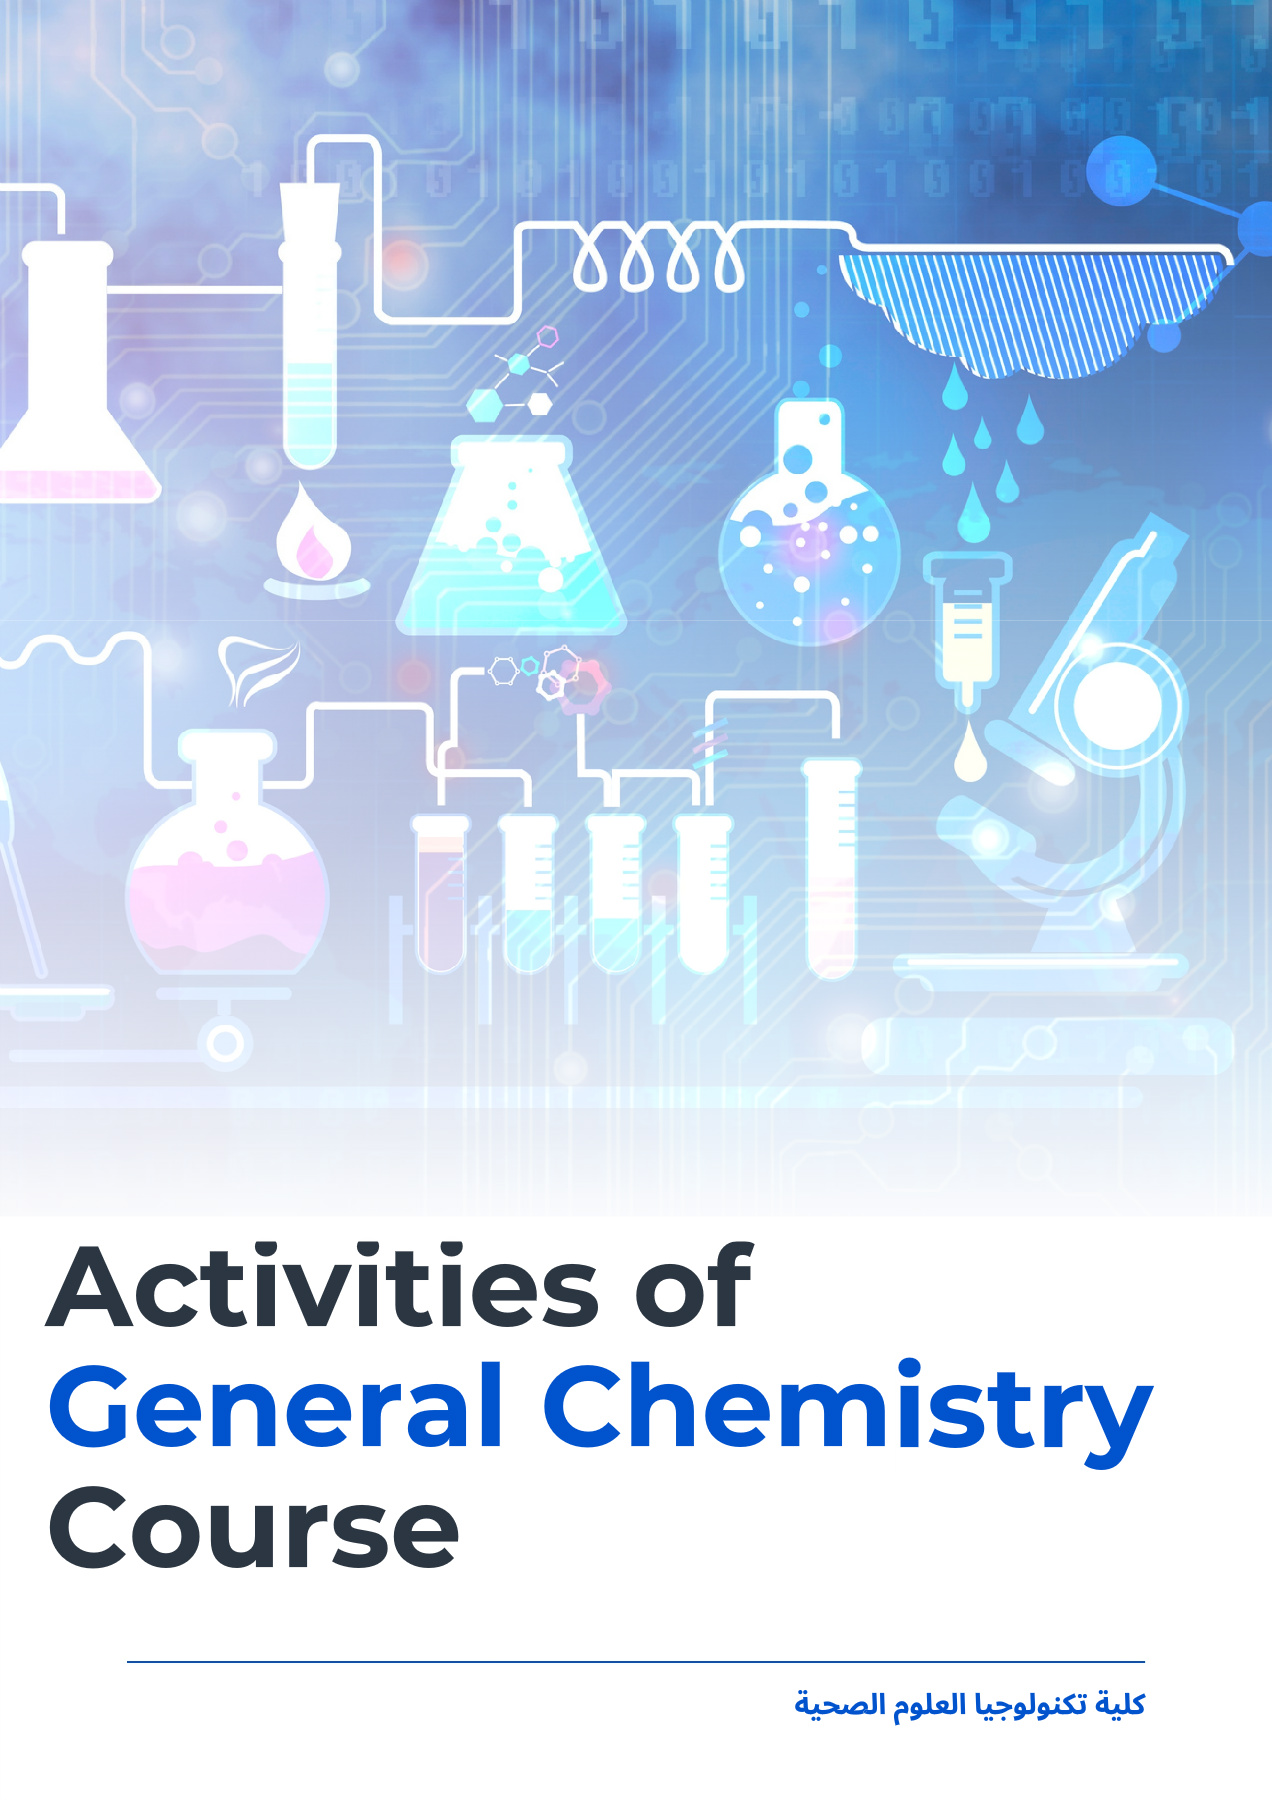 Activities of
General Chemistry
Course
كلية تكنولوجيا العلوم الصحية